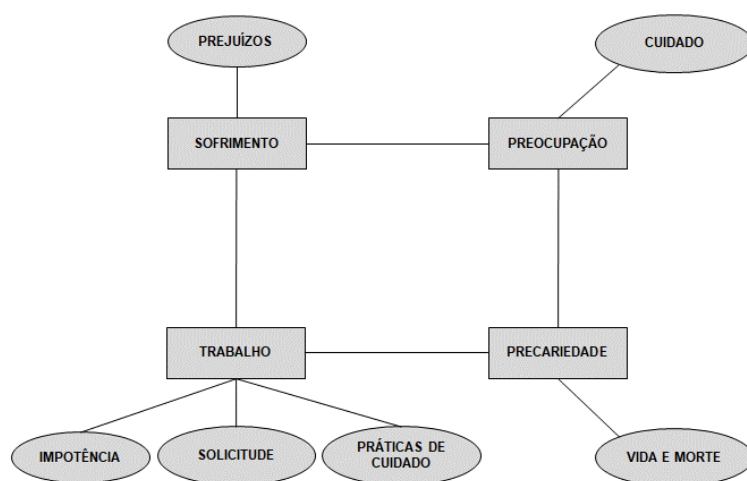 PREJUÍZOS
CUIDADO
SOFRIMENTO
PREOCUPAÇÃO
TRABALHO
PRECARIEDADE
IMPOTÊNCIA
SOLICITUDE
PRÁTICAS DE
CUIDADO
VIDA E MORTE